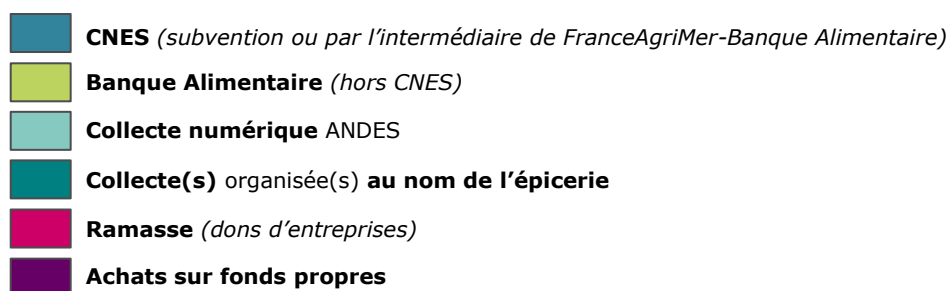 CNES (subvention ou par l'intermédiaire de FranceAgriMer-Banque Alimentaire)
Banque Alimentaire (hors CNES)
Collecte numérique ANDES
Collecte(s) organisée(s) au nom de l'épicerie
Ramasse (dons d'entreprises)
Achats sur fonds propres